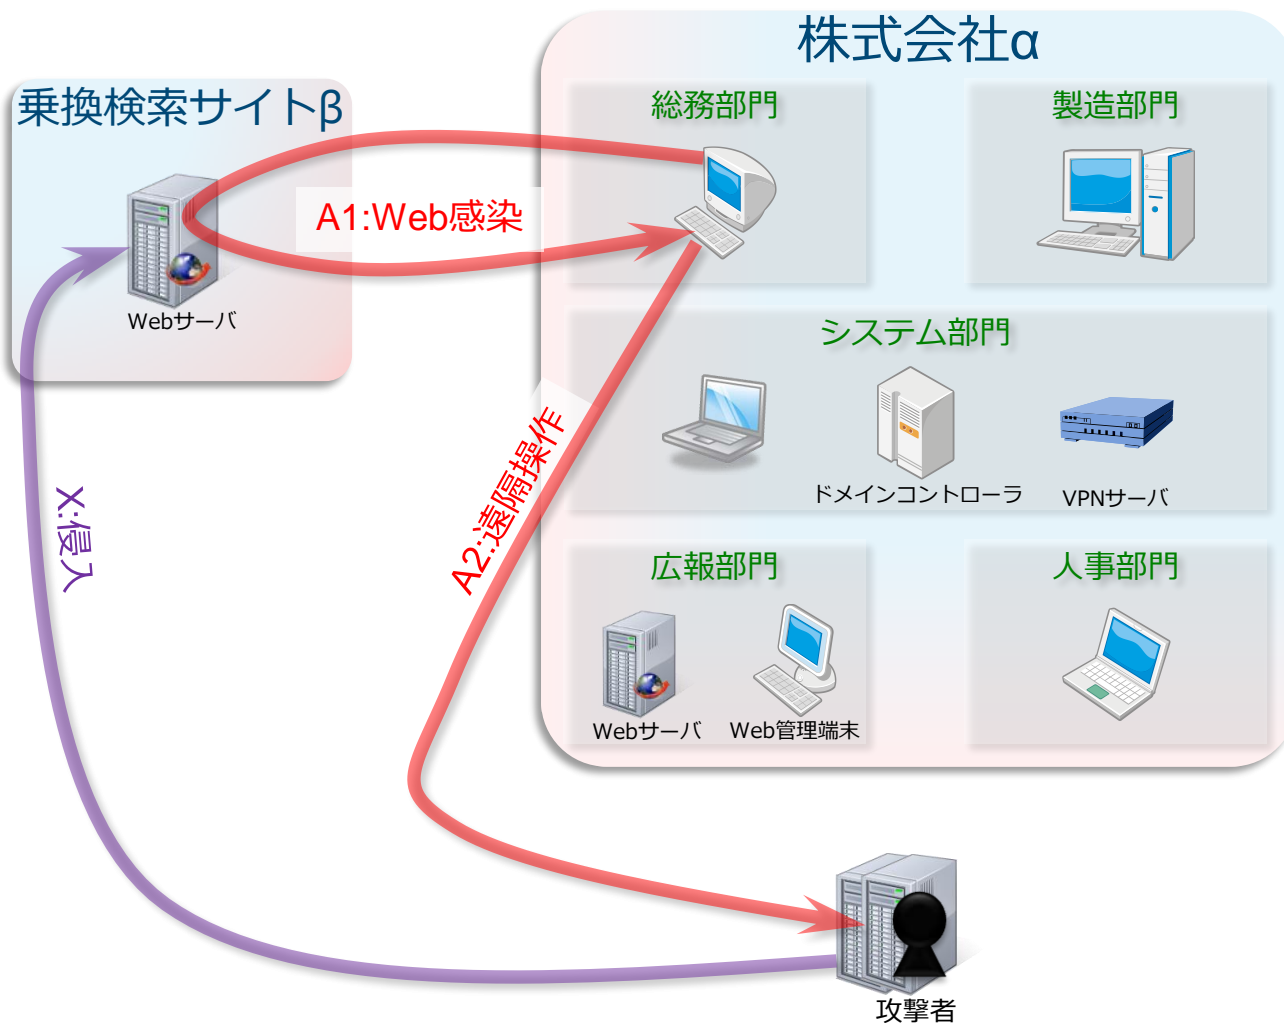 株式会社α
乗換検索サイトβ
総務部門
製造部門
A1:Web感染
Webサーバ
システム部門
A2:遠隔操作
ドメインコントローラ
VPNサーバ
X:侵入
広報部門
人事部門
Webサーバ
Web管理端末
攻撃者